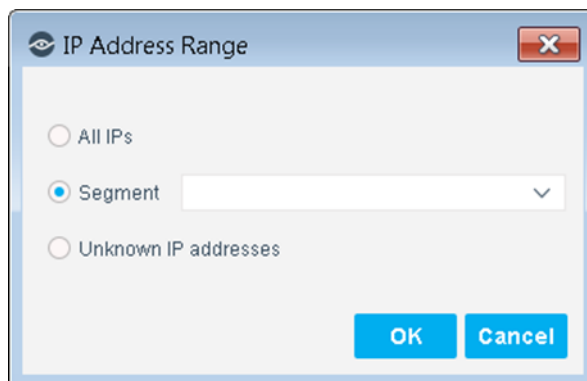 IP Address Range
All IPs
Segment
Unknown IP addresses
OK Cancel